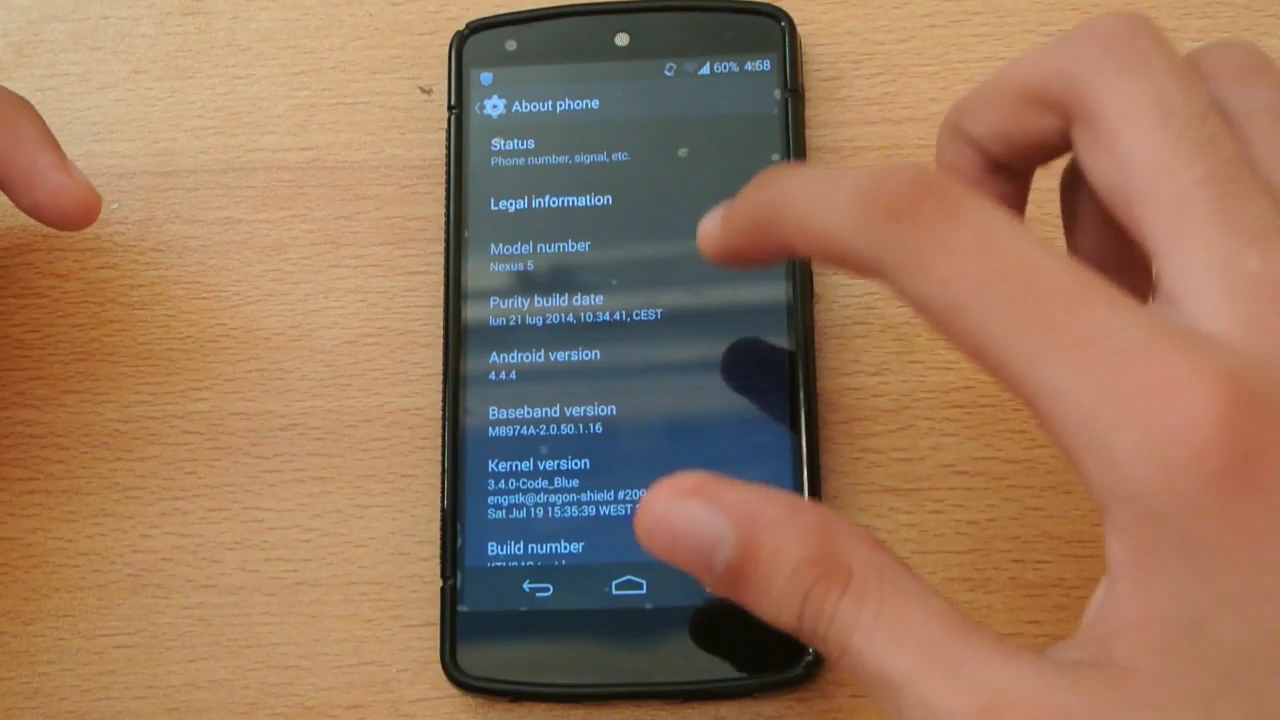 60% 4:58
About phone
Status
Phone number, signal, etc.
Legal information
Model number
Nexus 5
Purity build date
lun 21 lug 2014, 10.34.41, CEST
Android version
4.4.4
Baseband version
M8974A-2.0.50.1.16
Kernel version
3.4.0-Code_Blue
engstk@dragon-shield #209
Sat Jul 19 15:35:39 WEST
Build number